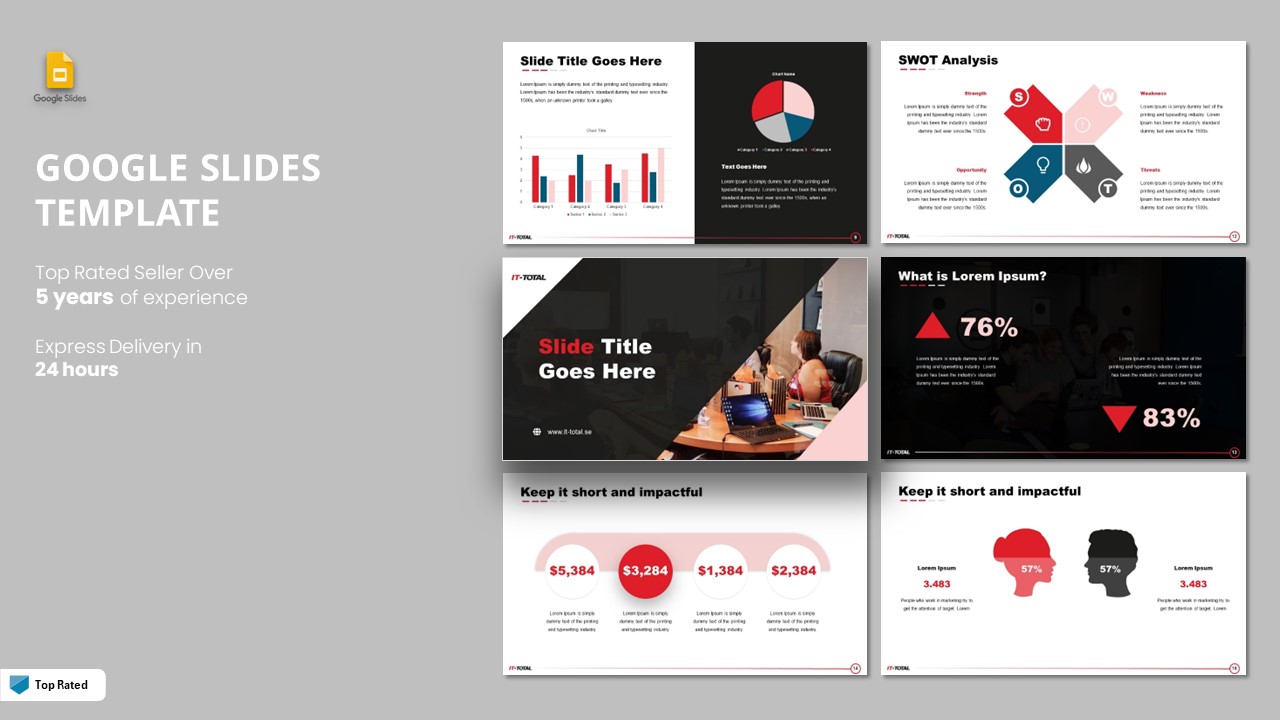 Google Slides
GOOGLE SLIDES
TEMPLATE
Top Rated Seller Over
5 years of experience
Express Delivery in
24 hours
Top Rated
Slide Title Goes Here
Lorem Ipsum is simply dummy text of the printing and typesetting industry.
Lorem Ipsum has been the industry's standard dummy text ever since the
1500s, when an unknown printer took a galley.
Chart Title
6
5
4
3
2
1
0
Category 1 Category 2 Category 3 Category 4
Series 1 Series 2 Series 3
Chart Name
Category 1 Category 2 Category 3 Category 4
Text Goes Here
Lorem Ipsum is simply dummy text of the printing and
typesetting industry. Lorem Ipsum has been the industry's
standard dummy text ever since the 1500s, when an
unknown printer took a galley.
IT-TOTAL
9
SWOT Analysis
Strength
Lorem Ipsum is simply dummy text of the
printing and typesetting industry. Lorem
Ipsum has been the industry's standard
dummy text ever since the 1500s.
S
W
Weakness
Lorem Ipsum is simply dummy text of the
printing and typesetting industry. Lorem
Ipsum has been the industry's standard
dummy text ever since the 1500s.
Opportunity
Lorem Ipsum is simply dummy text of the
printing and typesetting industry. Lorem
Ipsum has been the industry's standard
dummy text ever since the 1500s.
O
T
Threats
Lorem Ipsum is simply dummy text of the
printing and typesetting industry. Lorem
Ipsum has been the industry's standard
dummy text ever since the 1500s.
IT-TOTAL
12
IT-TOTAL
Slide Title
Goes Here
www.it-total.se
What is Lorem Ipsum?
76%
Lorem Ipsum is simply dummy text of the
printing and typesetting industry. Lorem
Ipsum has been the industry's standard
dummy text ever since the 1500s.
Lorem Ipsum is simply dummy text of the
printing and typesetting industry. Lorem
Ipsum has been the industry's standard dummy text
ever since the 1500s.
83%
IT-TOTAL
13
Keep it short and impactful
$5,384 $3,284 $1,384 $2,384
Lorem Ipsum is simply
dummy text of the printing
and typesetting industry.
Lorem Ipsum is simply
dummy text of the printing
and typesetting industry.
Lorem Ipsum is simply
dummy text of the printing
and typesetting industry.
Lorem Ipsum is simply
dummy text of the printing
and typesetting industry.
IT-TOTAL
14
Keep it short and impactful
Lorem Ipsum
3.483
People who work in marketing try to
get the attention of target. Lorem
57%
57%
Lorem Ipsum
3.483
People who work in marketing try to
get the attention of target. Lorem
IT-TOTAL